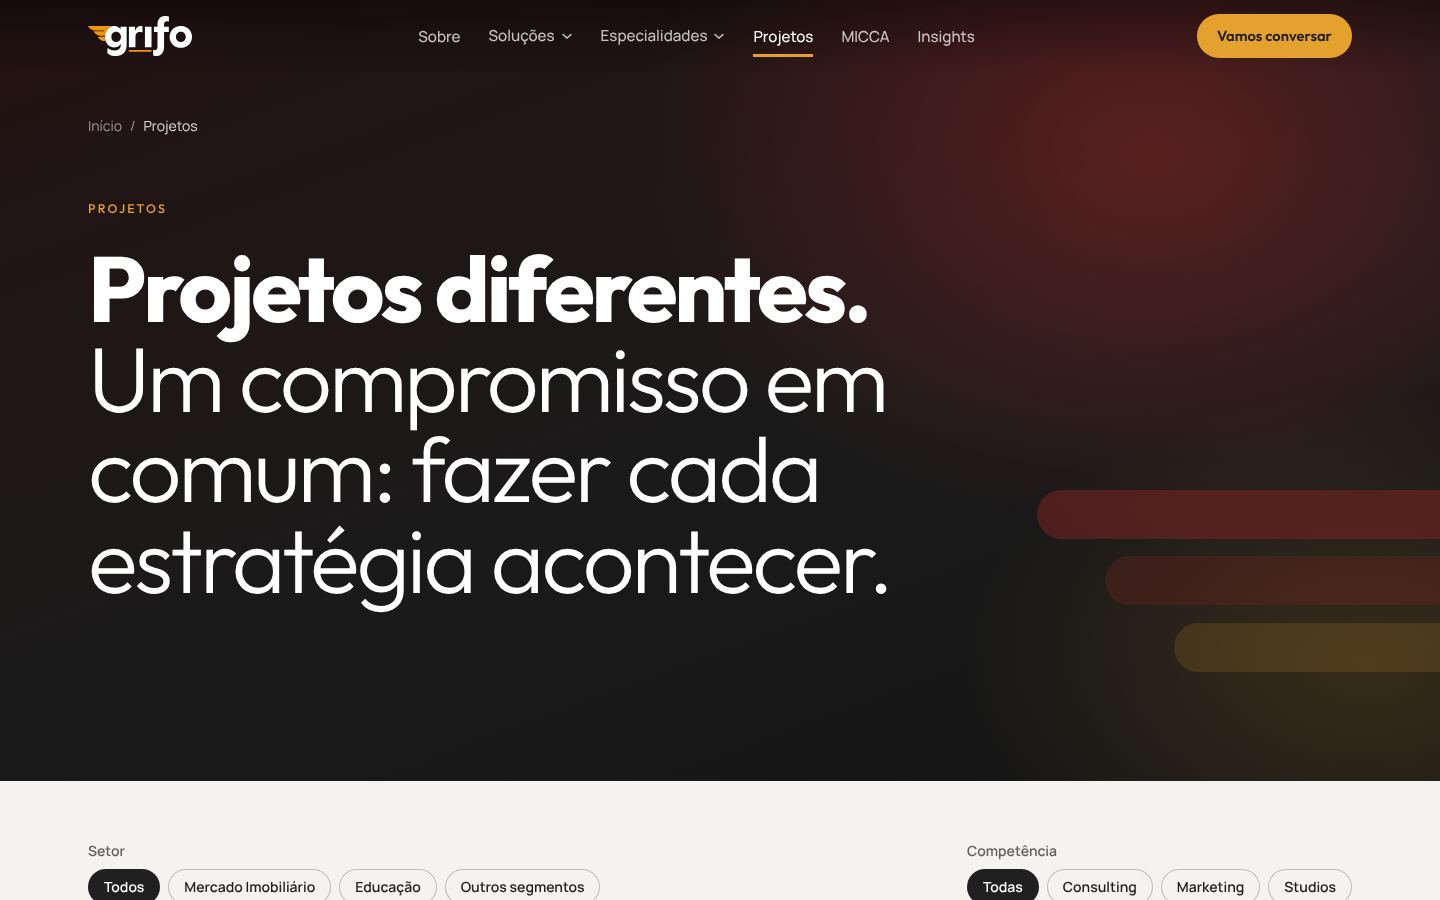 grifo
Sobre
Soluções
Especialidades
Projetos
MICCA
Insights
Vamos conversar
Início / Projetos
PROJETOS
Projetos diferentes.
Um compromisso em
comum: fazer cada
estratégia acontecer.
Setor
Todos
Mercado Imobiliário
Educação
Outros segmentos
Competência
Todas
Consulting
Marketing
Studios